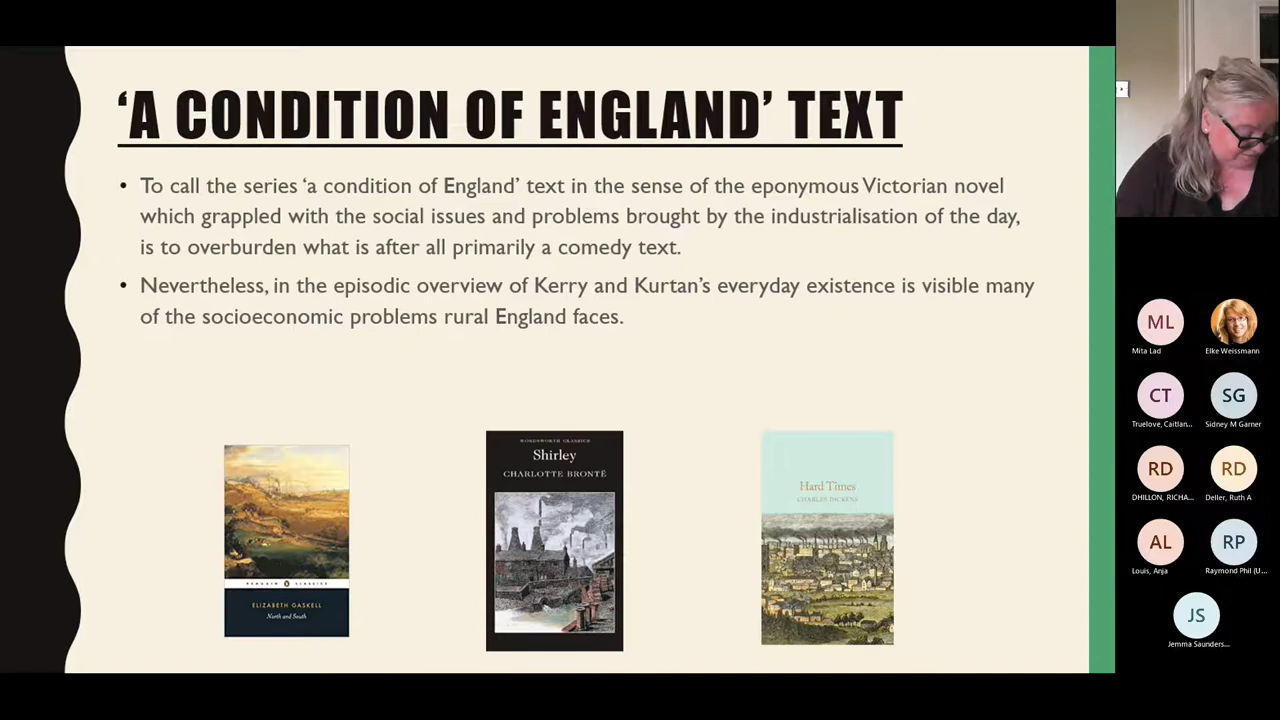 ‘A CONDITION OF ENGLAND’ TEXT
• To call the series ‘a condition of England’ text in the sense of the eponymous Victorian novel
which grappled with the social issues and problems brought by the industrialisation of the day,
is to overburden what is after all primarily a comedy text.
• Nevertheless, in the episodic overview of Kerry and Kurtan’s everyday existence is visible many
of the socioeconomic problems rural England faces.
PENGUIN CLASSICS
ELIZABETH GASKELL
North and South
WORDSWORTH CLASSICS
Shirley
CHARLOTTE BRONTË
Hard Times
CHARLES DICKENS
ML
Mita Lad
Elke Weissmann
CT
Truelove, Caitlan...
SG
Sidney M Garner
RD
DHILLON, RICHA...
RD
Deller, Ruth A
AL
Louis, Anja
RP
Raymond Phil (U...
JS
Jemma Saunders...